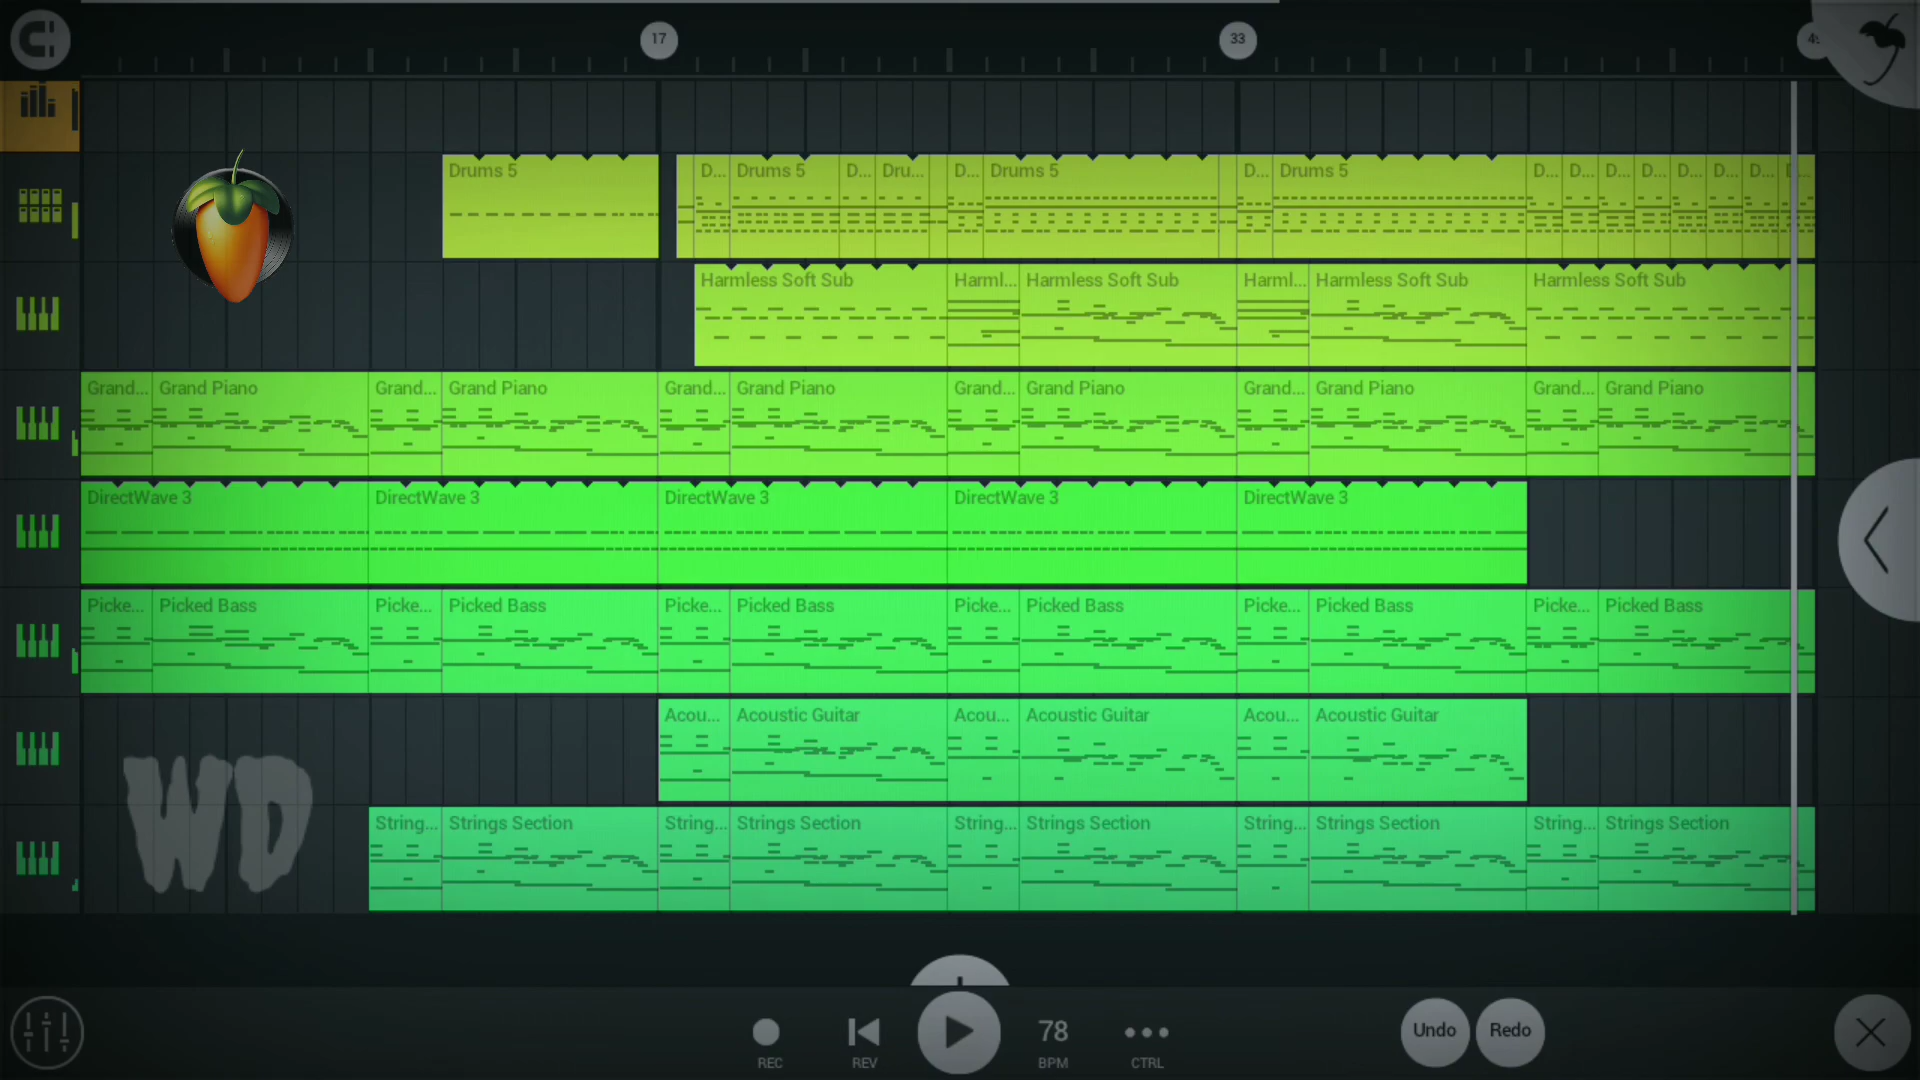 17 33
Drums 5 D... Drums 5 D... Dru... D... Drums 5 D... Drums 5 D... D... D... D... D... D... D...
Harmless Soft Sub Harml... Harmless Soft Sub Harml... Harmless Soft Sub Harmless Soft Sub
Grand... Grand Piano Grand... Grand Piano Grand... Grand Piano Grand... Grand Piano Grand... Grand Piano Grand... Grand Piano
DirectWave 3 DirectWave 3 DirectWave 3 DirectWave 3 DirectWave 3
Picke... Picked Bass Picke... Picked Bass Picke... Picked Bass Picke... Picked Bass Picke... Picked Bass Picke... Picked Bass
Acou... Acoustic Guitar Acou... Acoustic Guitar Acou... Acoustic Guitar
WD
String... Strings Section String... Strings Section String... Strings Section String... Strings Section String... Strings Section
78 Undo Redo
REC REV BPM CTRL